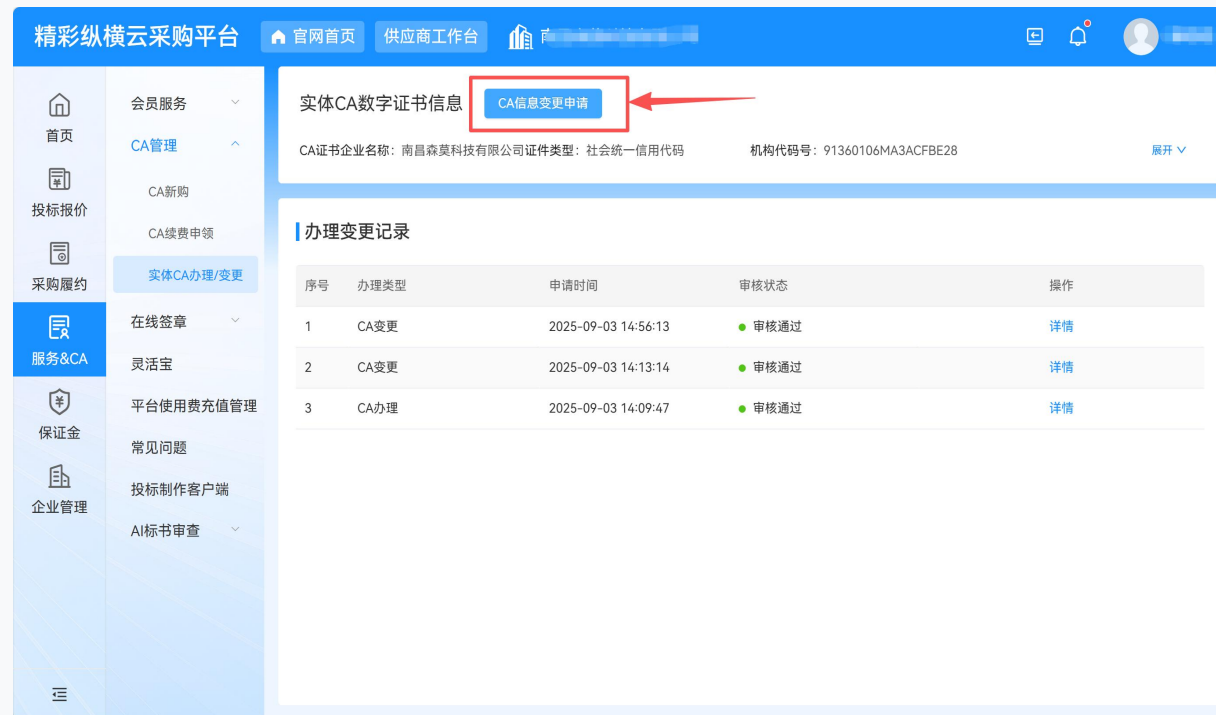 精彩纵横云采购平台 官网首页 供应商工作台
首页
投标报价
采购履约
服务&CA
保证金
企业管理
会员服务
CA管理
CA新购
CA续费申领
实体CA办理/变更
在线签章
灵活宝
平台使用费充值管理
常见问题
投标制作客户端
AI标书审查
实体CA数字证书信息 CA信息变更申请
CA证书企业名称：南昌森莫科技有限公司证件类型：社会统一信用代码 机构代码号：91360106MA3ACFBE28 展开
办理变更记录
序号 办理类型 申请时间 审核状态 操作
1 CA变更 2025-09-03 14:56:13 审核通过 详情
2 CA变更 2025-09-03 14:13:14 审核通过 详情
3 CA办理 2025-09-03 14:09:47 审核通过 详情